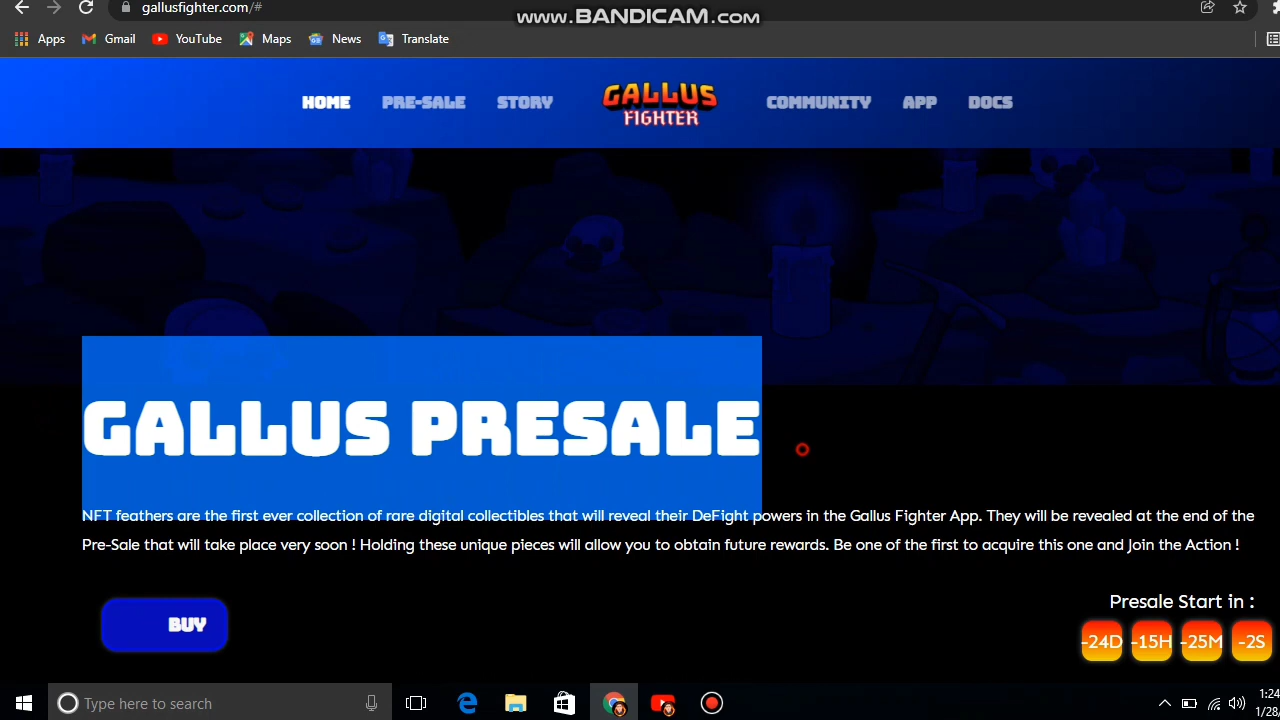 gallusfighter.com/#
www.BANDICAM.com
Apps Gmail YouTube Maps News Translate
HOME PRE-SALE STORY GALLUS FIGHTER COMMUNITY APP DOCS
GALLUS PRESALE
NFT feathers are the first ever collection of rare digital collectibles that will reveal their DeFight powers in the Gallus Fighter App. They will be revealed at the end of the
Pre-Sale that will take place very soon ! Holding these unique pieces will allow you to obtain future rewards. Be one of the first to acquire this one and Join the Action !
BUY
Presale Start in :
-24D -15H -25M -2S
Type here to search
1:24
1/28/